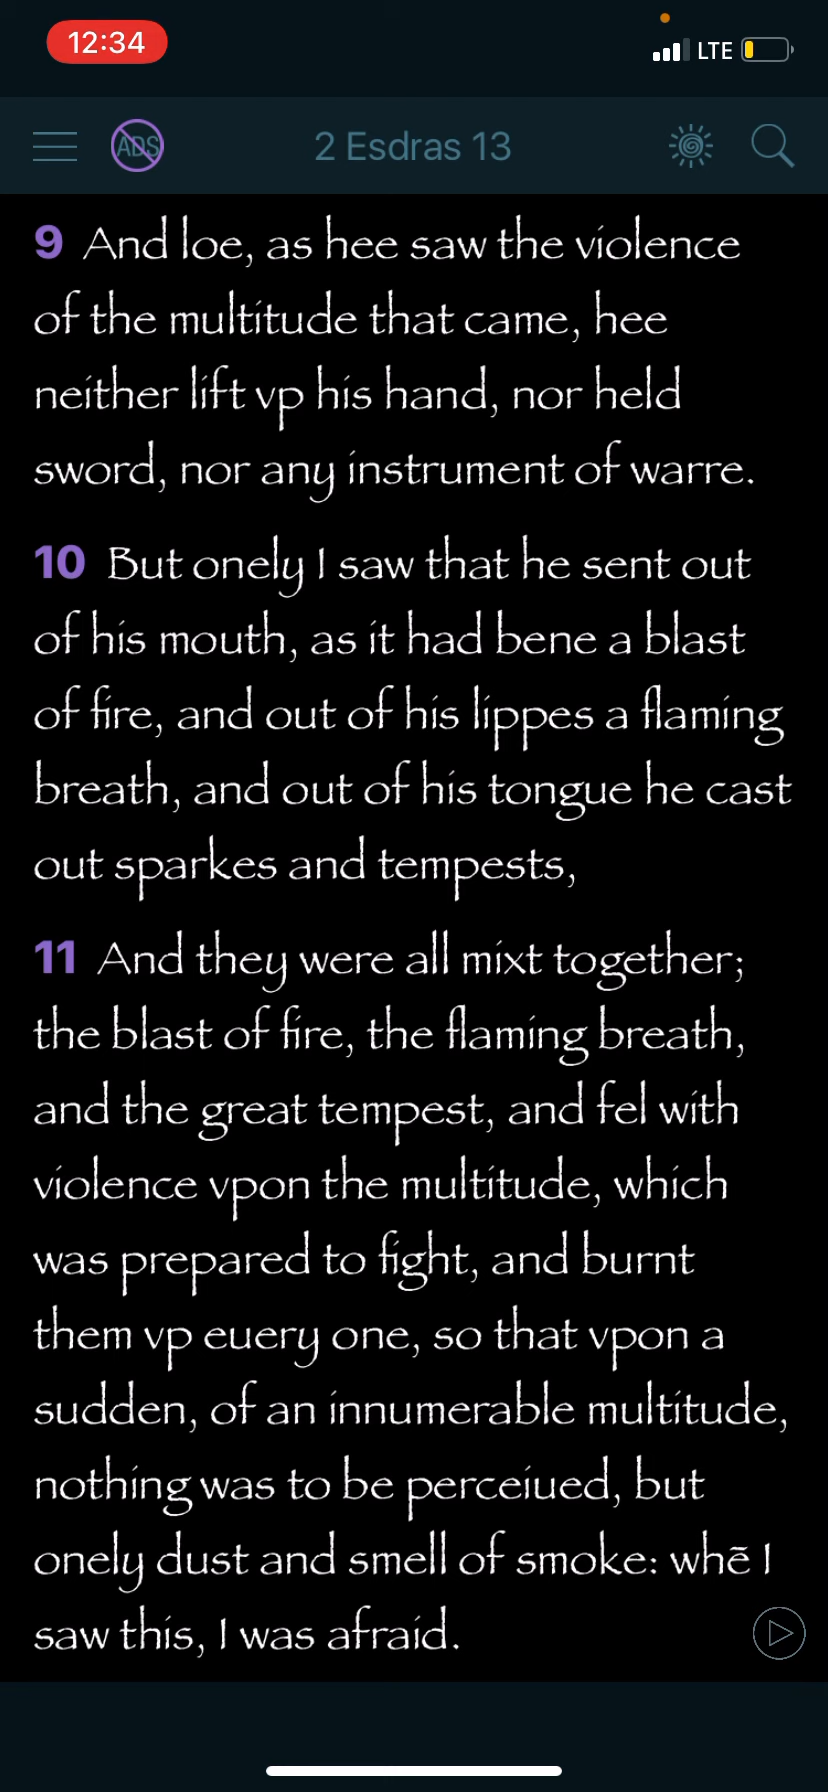 12:34
LTE
ADS
2 Esdras 13
9 And loe, as hee saw the violence
of the multitude that came, hee
neither lift vp his hand, nor held
sword, nor any instrument of warre.
10 But onely I saw that he sent out
of his mouth, as it had bene a blast
of fire, and out of his lippes a flaming
breath, and out of his tongue he cast
out sparkes and tempests,
11 And they were all mixt together;
the blast of fire, the flaming breath,
and the great tempest, and fel with
violence vpon the multitude, which
was prepared to fight, and burnt
them vp euery one, so that vpon a
sudden, of an innumerable multitude,
nothing was to be perceiued, but
onely dust and smell of smoke: whē I
saw this, I was afraid.